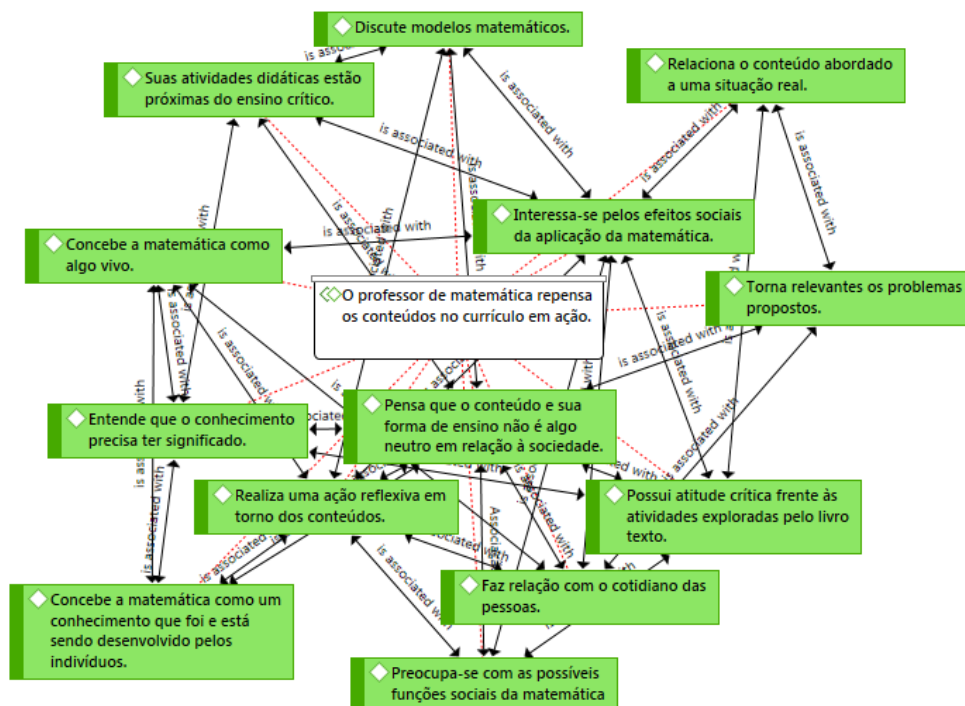 Discute modelos matemáticos.
Suas atividades didáticas estão
próximas do ensino crítico.
Relaciona o conteúdo abordado
a uma situação real.
is associated with
is associated with
is associated with
is associated with
Interessa-se pelos efeitos sociais
da aplicação da matemática.
Concebe a matemática como
algo vivo.
is associated with
O professor de matemática repensa
os conteúdos no currículo em ação.
Torna relevantes os problemas
propostos.
is associated with
is associated with
Entende que o conhecimento
precisa ter significado.
Pensa que o conteúdo e sua
forma de ensino não é algo
neutro em relação à sociedade.
Realiza uma ação reflexiva em
torno dos conteúdos.
Possui atitude crítica frente às
atividades exploradas pelo livro
texto.
is associated with
is associated with
Concebe a matemática como um
conhecimento que foi e está
sendo desenvolvido pelos
indivíduos.
Faz relação com o cotidiano das
pessoas.
is associated with
Preocupa-se com as possíveis
funções sociais da matemática